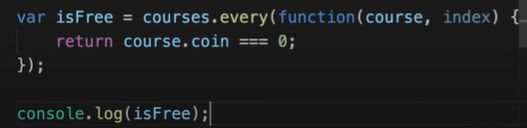 var isFree = courses.every(function(course, index) {
    return course.coin === 0;
});

console.log(isFree);